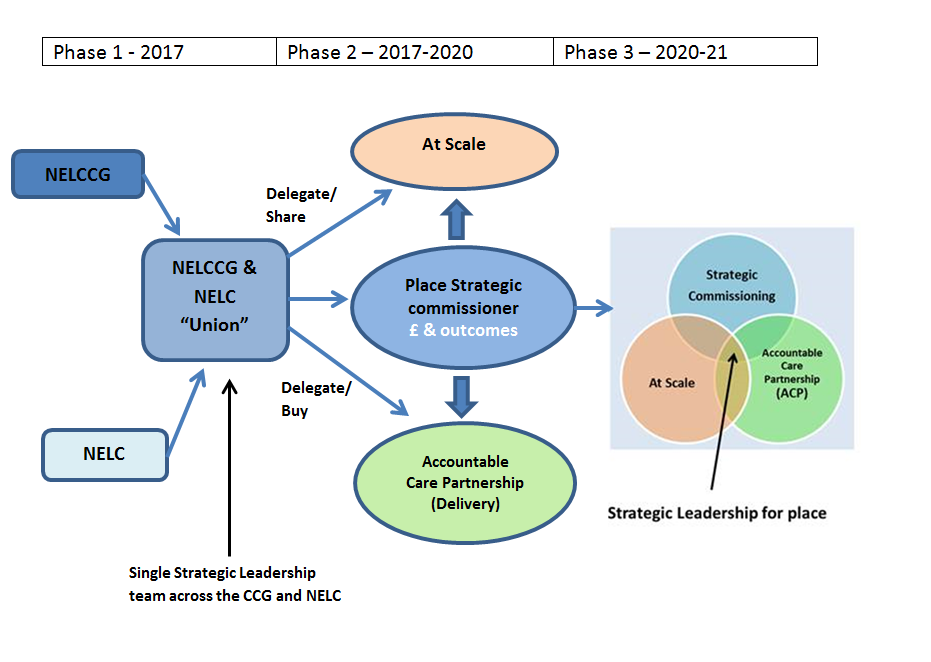 Phase 1 - 2017
Phase 2 – 2017-2020
Phase 3 – 2020-21
At Scale
NELCCG
Delegate/
Share
NELCCG &
NELC
“Union”
Place Strategic
commissioner
£ & outcomes
Strategic
Commissioning
At Scale
Accountable
Care
Partnership
(ACP)
Delegate/
Buy
NELC
Accountable
Care Partnership
(Delivery)
Strategic Leadership for place
Single Strategic Leadership
team across the CCG and NELC